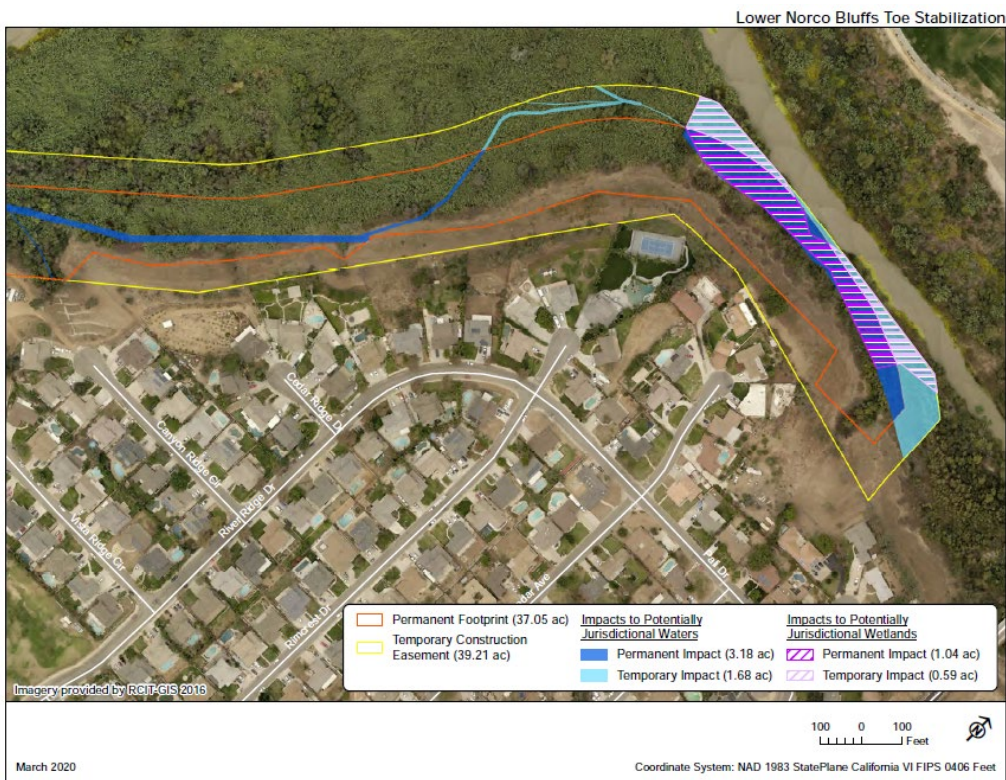 Lower Norco Bluffs Toe Stabilization
Cedar Ridge Dr
Canyon Ridge Cr
River Ridge Dr
Vista Ridge Cr
Rimcrest Dr
dar Ave
all Dr
Permanent Footprint (37.05 ac)
Temporary Construction
Easement (39.21 ac)
Impacts to Potentially
Jurisdictional Waters
Permanent Impact (3.18 ac)
Temporary Impact (1.68 ac)
Impacts to Potentially
Jurisdictional Wetlands
Permanent Impact (1.04 ac)
Temporary Impact (0.59 ac)
Imagery provided by RCIT-GIS 2016
100 0 100
Feet
March 2020
Coordinate System: NAD 1983 StatePlane California VI FIPS 0406 Feet